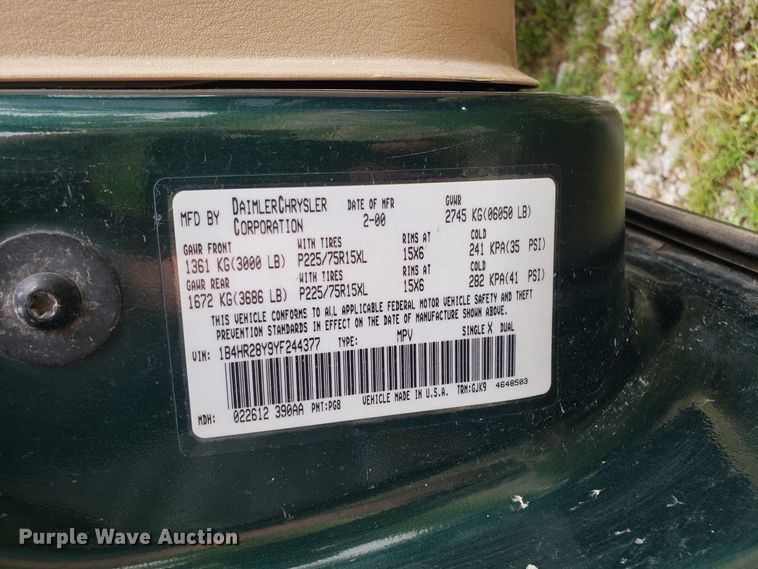 MFD BY DAIMLERCHRYSLER CORPORATION DATE OF MFR 2-00 GVWR 2745 KG(06050 LB)
GAWR FRONT WITH TIRES RIMS AT COLD
1361 KG(3000 LB) P225/75R15XL 15X6 241 KPA(35 PSI)
GAWR REAR WITH TIRES RIMS AT COLD
1672 KG(3686 LB) P225/75R15XL 15X6 282 KPA(41 PSI)
THIS VEHICLE CONFORMS TO ALL APPLICABLE FEDERAL MOTOR VEHICLE SAFETY AND THEFT
PREVENTION STANDARDS IN EFFECT ON THE DATE OF MANUFACTURE SHOWN ABOVE.
VIN: 1B4HR28Y9YF244377 TYPE: MPV SINGLE X DUAL
MDH: 022612 390AA PNT:PG8 VEHICLE MADE IN U.S.A. TRM:GJK9 4648503
Purple Wave Auction